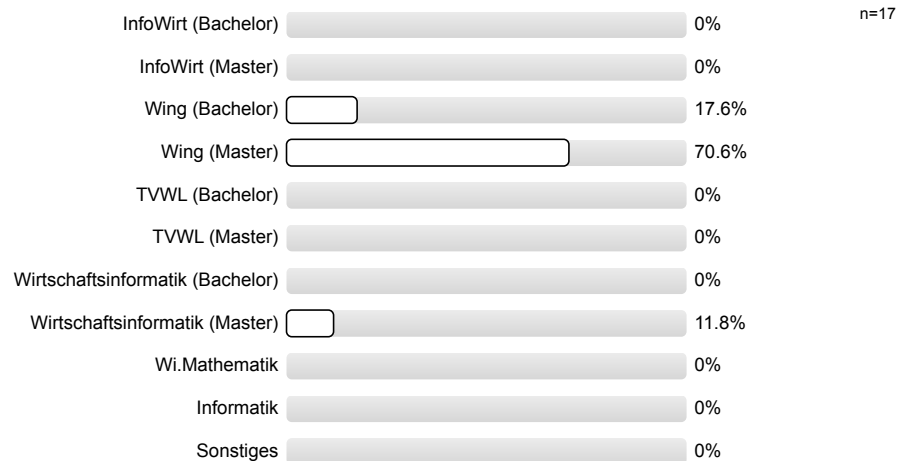 n=17
InfoWirt (Bachelor) 0%
InfoWirt (Master) 0%
Wing (Bachelor) 17.6%
Wing (Master) 70.6%
TVWL (Bachelor) 0%
TVWL (Master) 0%
Wirtschaftsinformatik (Bachelor) 0%
Wirtschaftsinformatik (Master) 11.8%
Wi.Mathematik 0%
Informatik 0%
Sonstiges 0%